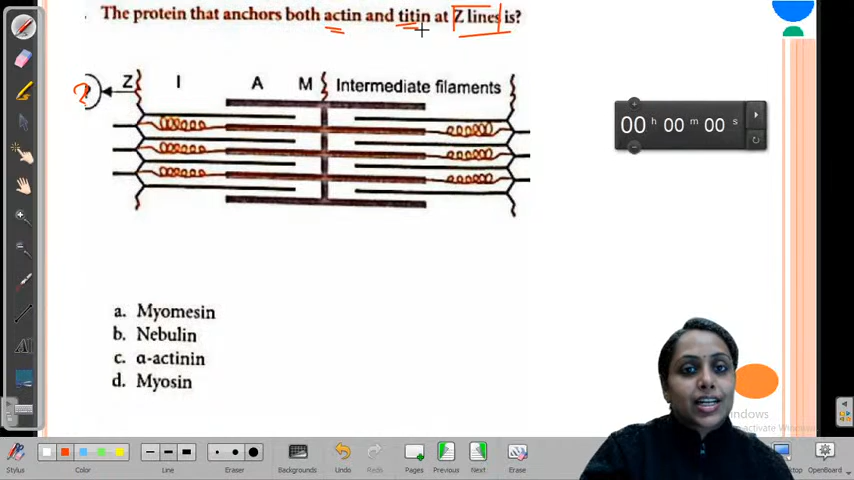 The protein that anchors both actin and titin at Z lines is?
?
Z I A M Intermediate filaments
00 h 00 m 00 s
a. Myomesin
b. Nebulin
c. α-actinin
d. Myosin
Stylus Color Line Eraser Backgrounds Undo Redo Pages Previous Next Erase OpenBoard